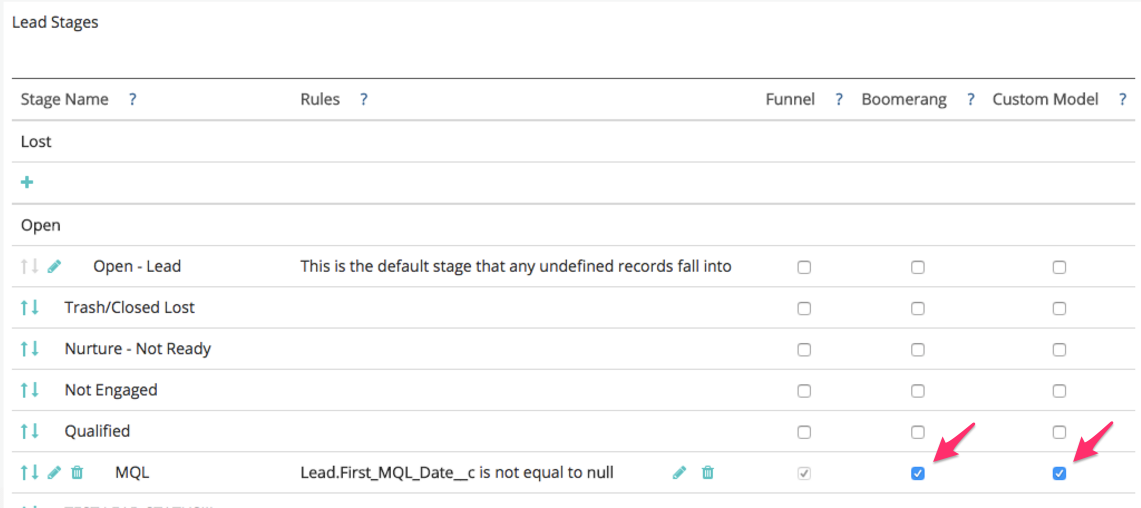 Lead Stages
Stage Name ? Rules ? Funnel ? Boomerang ? Custom Model ?
Lost
Open
Open - Lead This is the default stage that any undefined records fall into
Trash/Closed Lost
Nurture - Not Ready
Not Engaged
Qualified
MQL Lead.First_MQL_Date__c is not equal to null